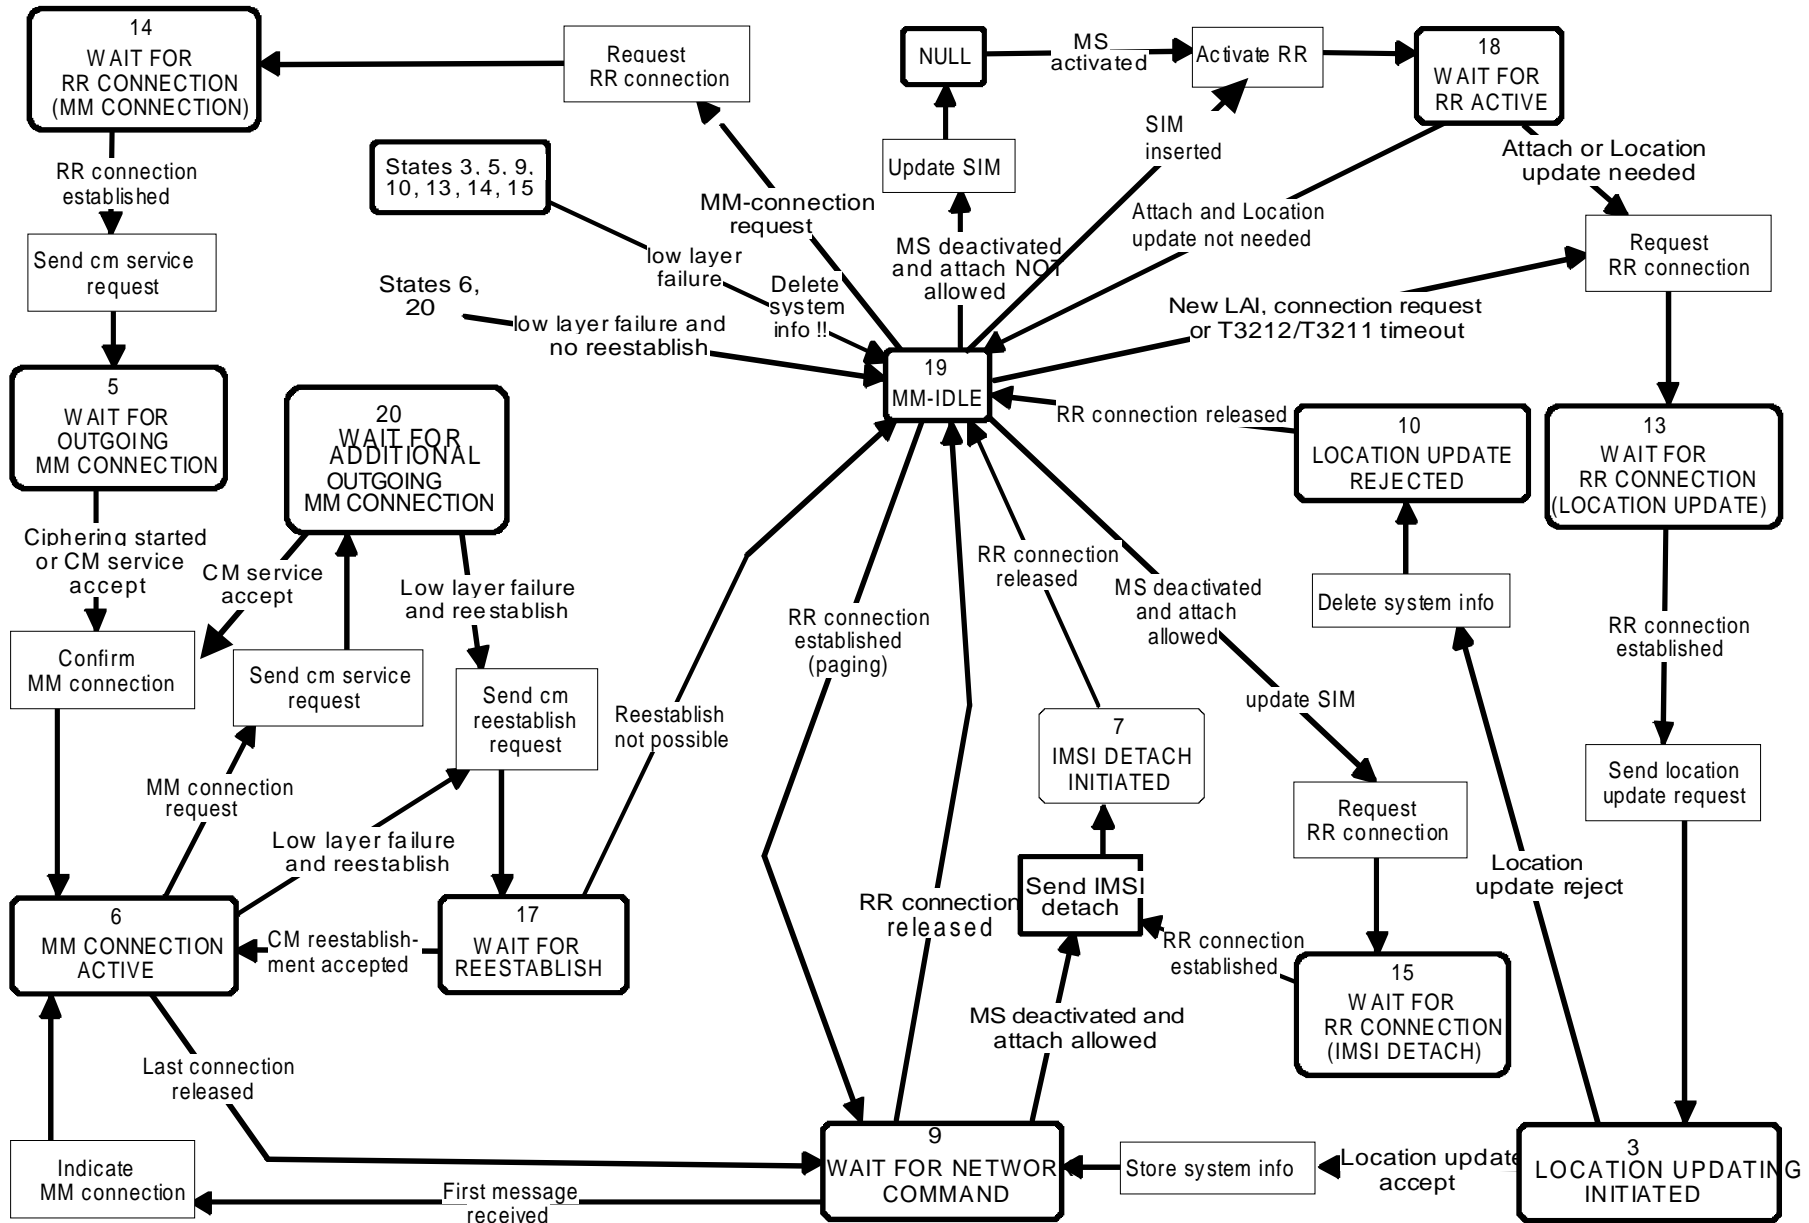 14
WAIT FOR
RR CONNECTION
(MM CONNECTION)
Request
RR connection
NULL
MS
activated
Activate RR
18
WAIT FOR
RR ACTIVE
States 3, 5, 9,
10, 13, 14, 15
RR connection
established
Update SIM
SIM
inserted
Attach or Location
update needed
MM-connection
request
Attach and Location
update not needed
Send cm service
request
low layer
failure
MS deactivated
and attach NOT
allowed
Request
RR connection
States 6,
20
Delete
system
info !!
low layer failure and
no reestablish
New LAI, connection request
or T3212/T3211 timeout
19
MM-IDLE
5
WAIT FOR
OUTGOING
MM CONNECTION
20
WAIT FOR
ADDITIONAL
OUTGOING
MM CONNECTION
RR connection released
10
LOCATION UPDATE
REJECTED
13
WAIT FOR
RR CONNECTION
(LOCATION UPDATE)
Ciphering started
or CM service
accept
CM service
accept
Low layer failure
and reestablish
RR connection
released
MS deactivated
and attach
allowed
Delete system info
RR connection
established
(paging)
RR connection
established
Confirm
MM connection
Send cm service
request
Send cm
reestablish
request
Reestablish
not possible
update SIM
7
IMSI DETACH
INITIATED
MM connection
request
Request
RR connection
Send location
update request
Low layer failure
and reestablish
Send IMSI
detach
Location
update reject
6
MM CONNECTION
ACTIVE
CM reestablish-
ment accepted
17
WAIT FOR
REESTABLISH
RR connection
released
RR connection
established
15
WAIT FOR
RR CONNECTION
(IMSI DETACH)
MS deactivated and
attach allowed
Last connection
released
Indicate
MM connection
First message
received
9
WAIT FOR NETWOR
COMMAND
Store system info
Location update
accept
3
LOCATION UPDATING
INITIATED